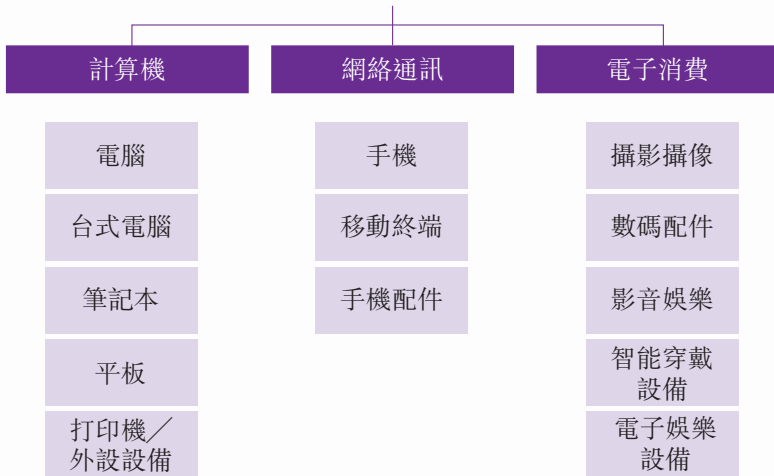 計算機
網絡通訊
電子消費
電腦
台式電腦
筆記本
平板
打印機／
外設設備
手機
移動終端
手機配件
攝影攝像
數碼配件
影音娛樂
智能穿戴
設備
電子娛樂
設備